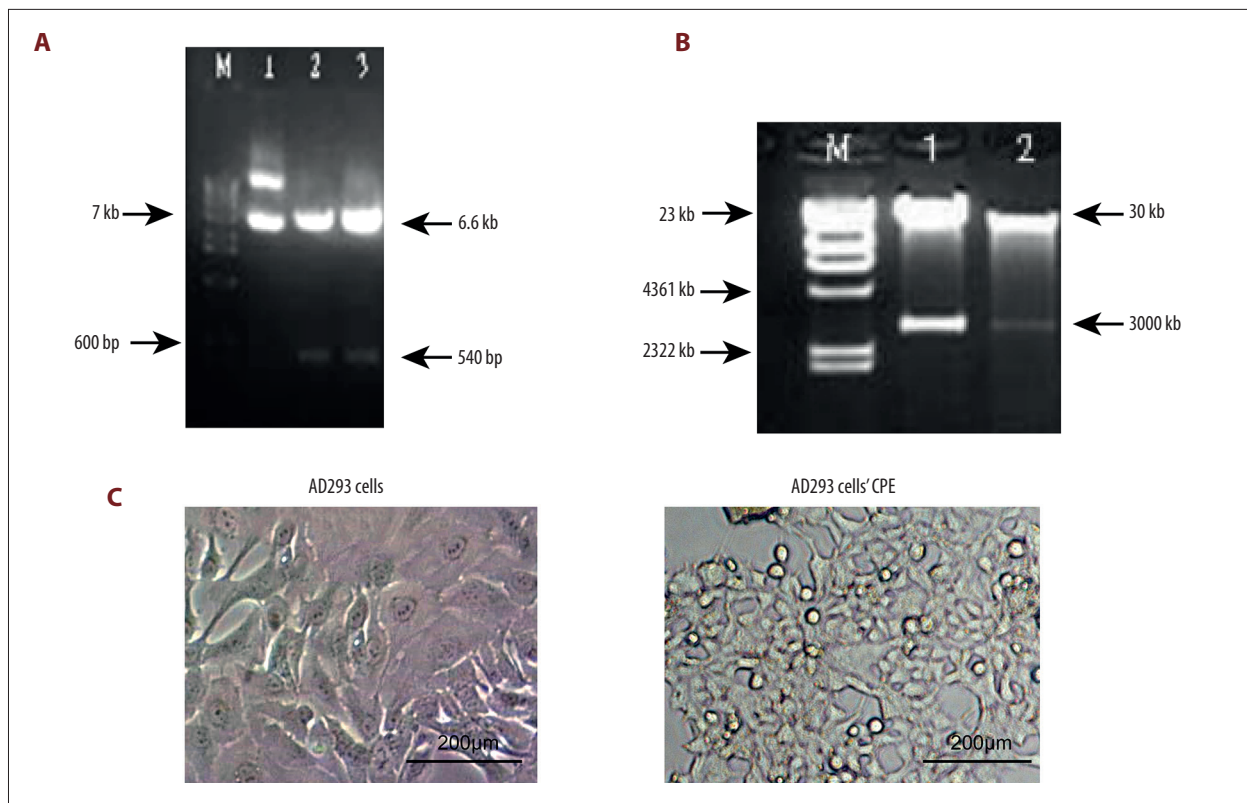 A
M 1 2 3
7 kb
6.6 kb
600 bp
540 bp
B
M 1 2
23 kb
30 kb
4361 kb
3000 kb
2322 kb
C
AD293 cells
200µm
AD293 cells' CPE
200µm